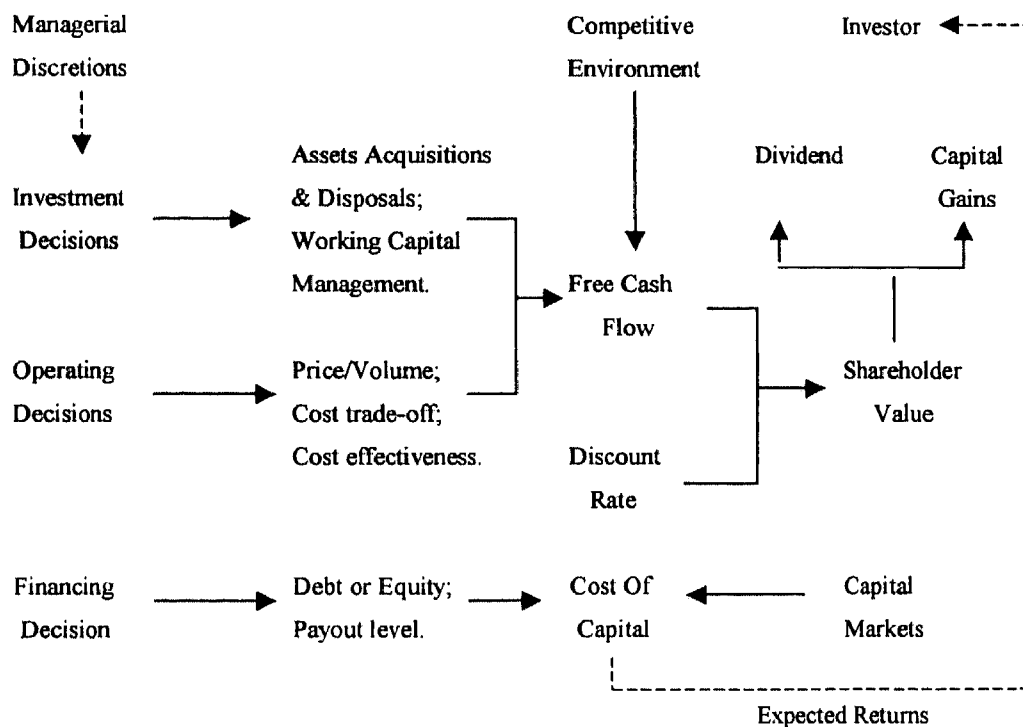 Managerial
Discretions
Competitive
Environment
Investor
Investment
Decisions
Assets Acquisitions
& Disposals;
Working Capital
Management.
Dividend
Capital
Gains
Free Cash
Flow
Operating
Decisions
Price/Volume;
Cost trade-off;
Cost effectiveness.
Shareholder
Value
Discount
Rate
Financing
Decision
Debt or Equity;
Payout level.
Cost Of
Capital
Capital
Markets
Expected Returns